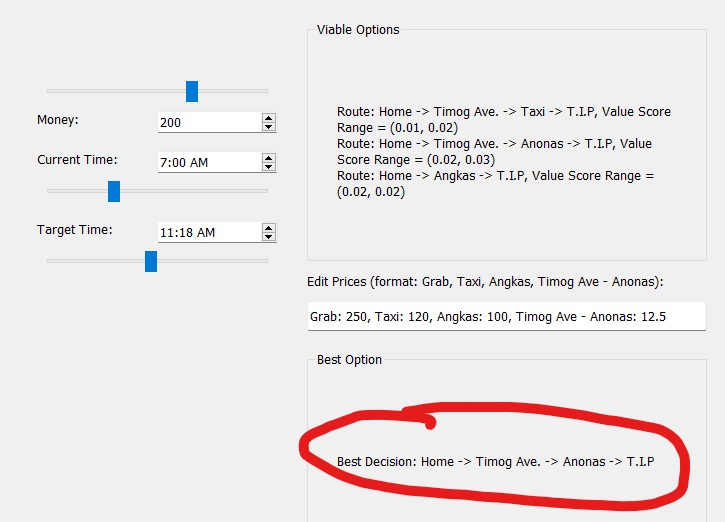 Viable Options
Route: Home -> Timog Ave. -> Taxi -> T.I.P, Value Score
Range = (0.01, 0.02)
Route: Home -> Timog Ave. -> Anonas -> T.I.P, Value
Score Range = (0.02, 0.03)
Route: Home -> Angkas -> T.I.P, Value Score Range =
(0.02, 0.02)
Money:
200
Current Time:
7:00 AM
Target Time:
11:18 AM
Edit Prices (format: Grab, Taxi, Angkas, Timog Ave - Anonas):
Grab: 250, Taxi: 120, Angkas: 100, Timog Ave - Anonas: 12.5
Best Option
Best Decision: Home -> Timog Ave. -> Anonas -> T.I.P